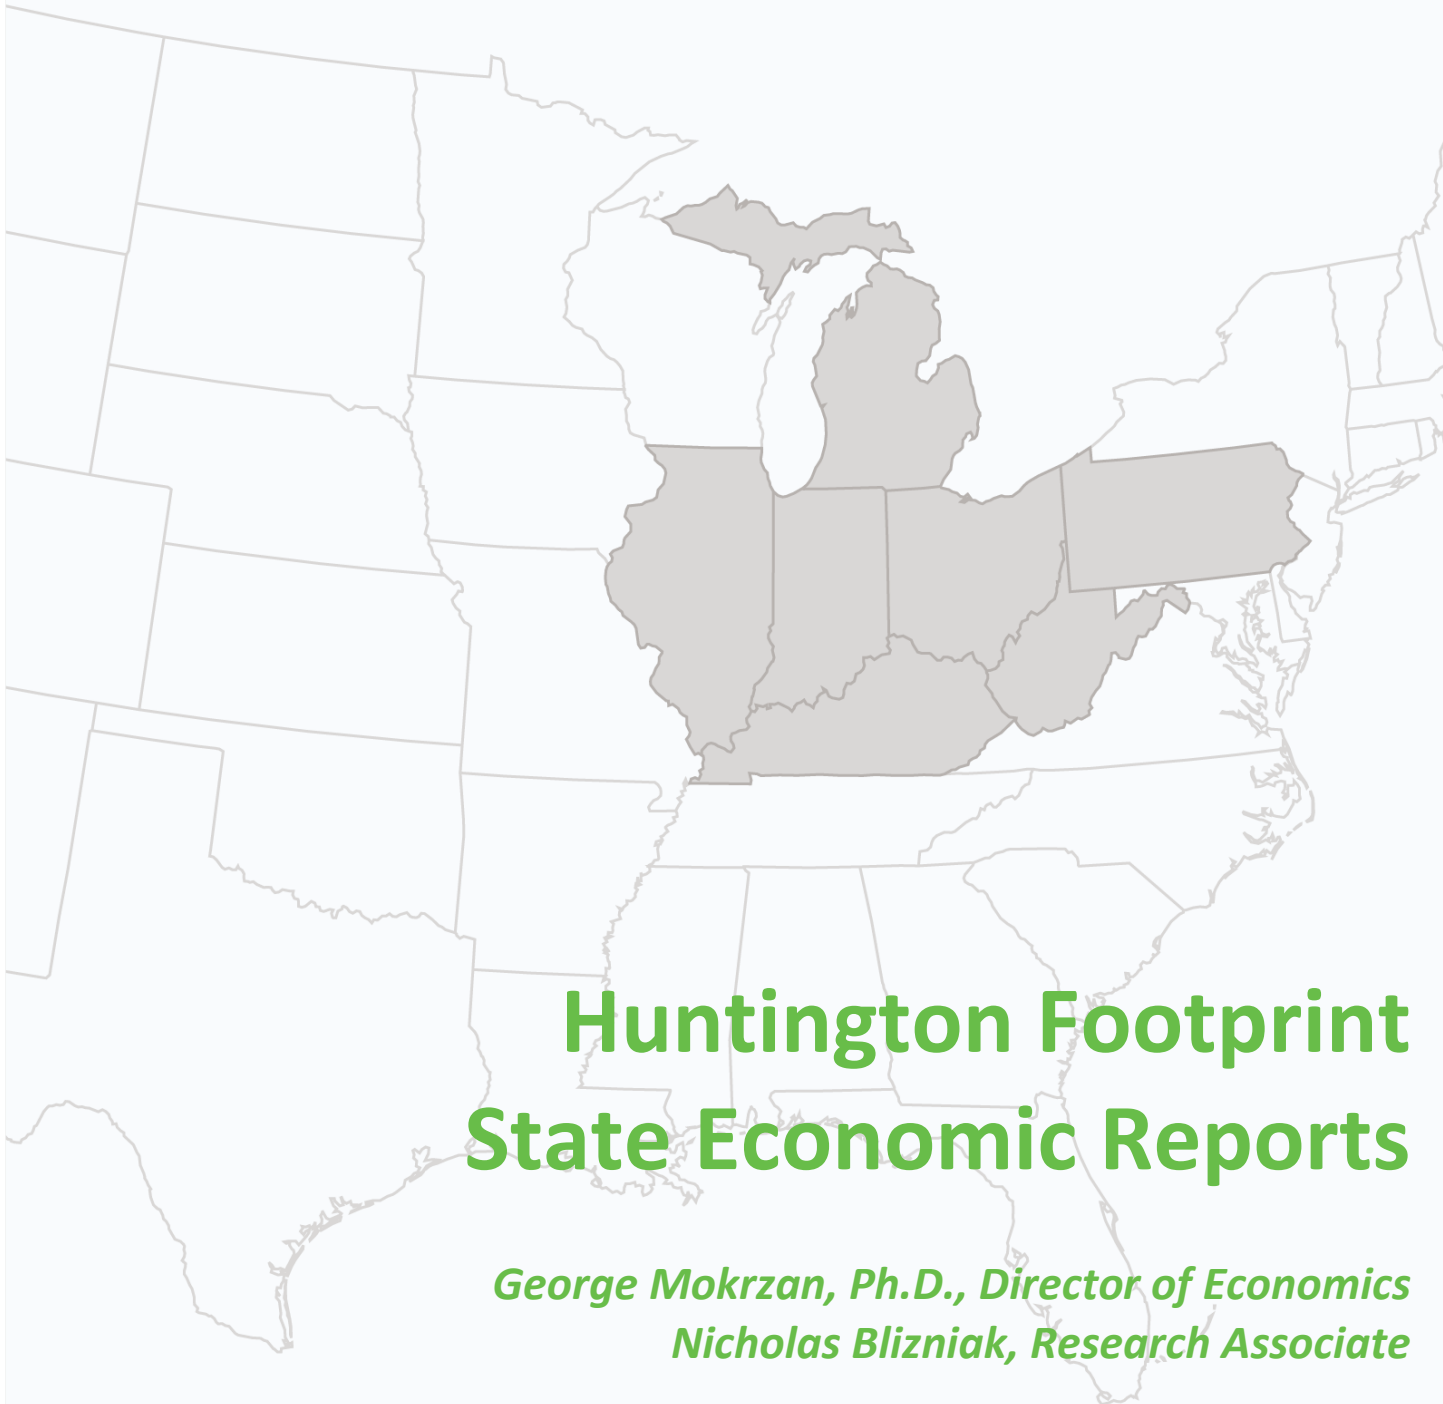 Huntington Footprint
State Economic Reports
George Mokrzan, Ph.D., Director of Economics
Nicholas Blizniak, Research Associate